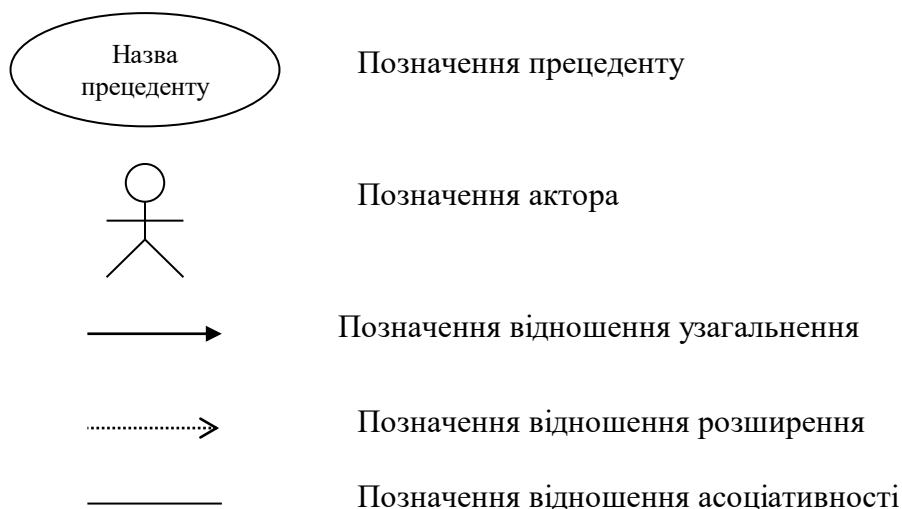 Назва
прецеденту
Позначення прецеденту
Позначення актора
Позначення відношення узагальнення
Позначення відношення розширення
Позначення відношення асоціативності